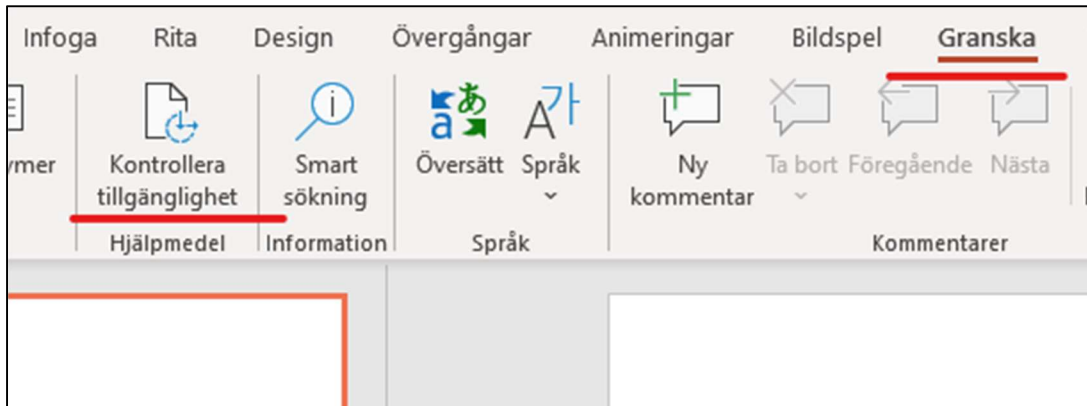 Infoga Rita Design Övergångar Animeringar Bildspel Granska
Kontrollera Smart Översätt Språk Ny Ta bort Föregående Nästa
tillgänglighet sökning kommentar
Hjälpmedel Information Språk Kommentarer